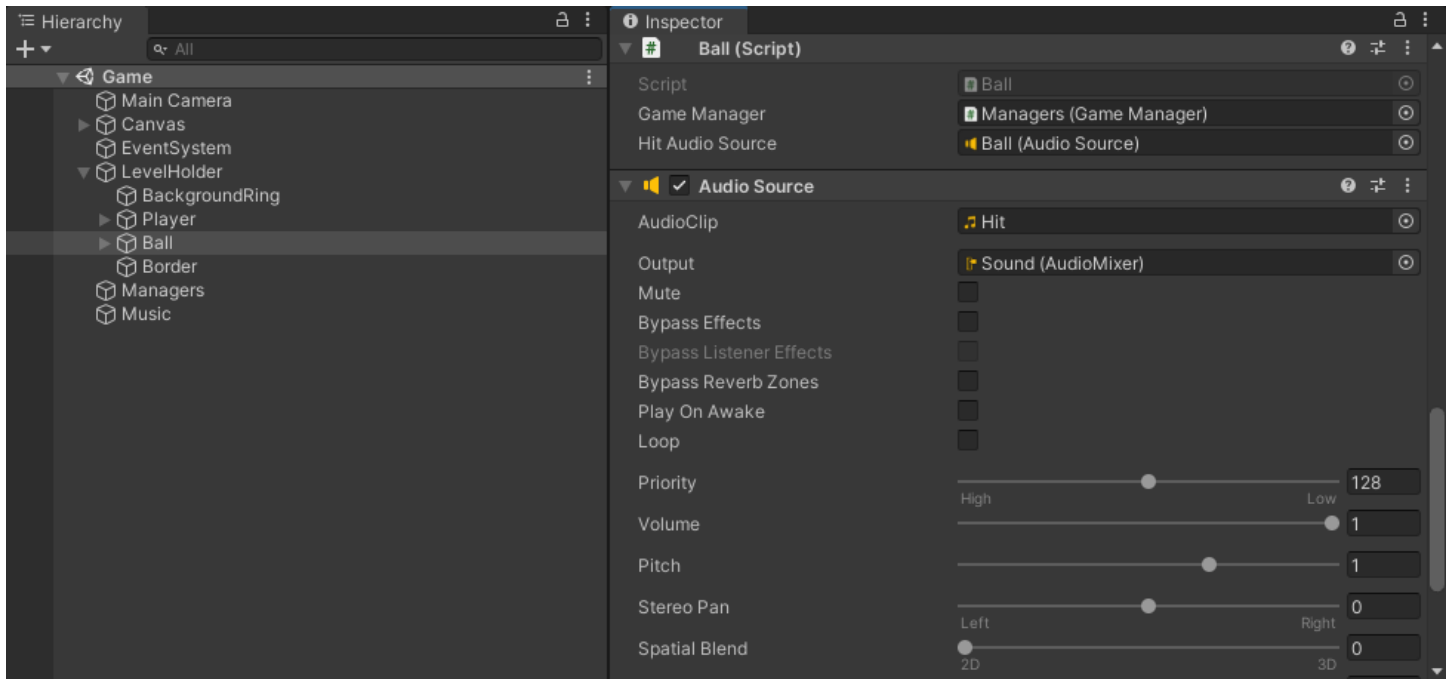 Hierarchy
All
Game
Main Camera
Canvas
EventSystem
LevelHolder
BackgroundRing
Player
Ball
Border
Managers
Music
Inspector
# Ball (Script)
Script Ball
Game Manager Managers (Game Manager)
Hit Audio Source Ball (Audio Source)
Audio Source
AudioClip Hit
Output Sound (AudioMixer)
Mute
Bypass Effects
Bypass Listener Effects
Bypass Reverb Zones
Play On Awake
Loop
Priority 128
High Low
Volume 1
Pitch 1
Stereo Pan 0
Left Right
Spatial Blend 0
2D 3D